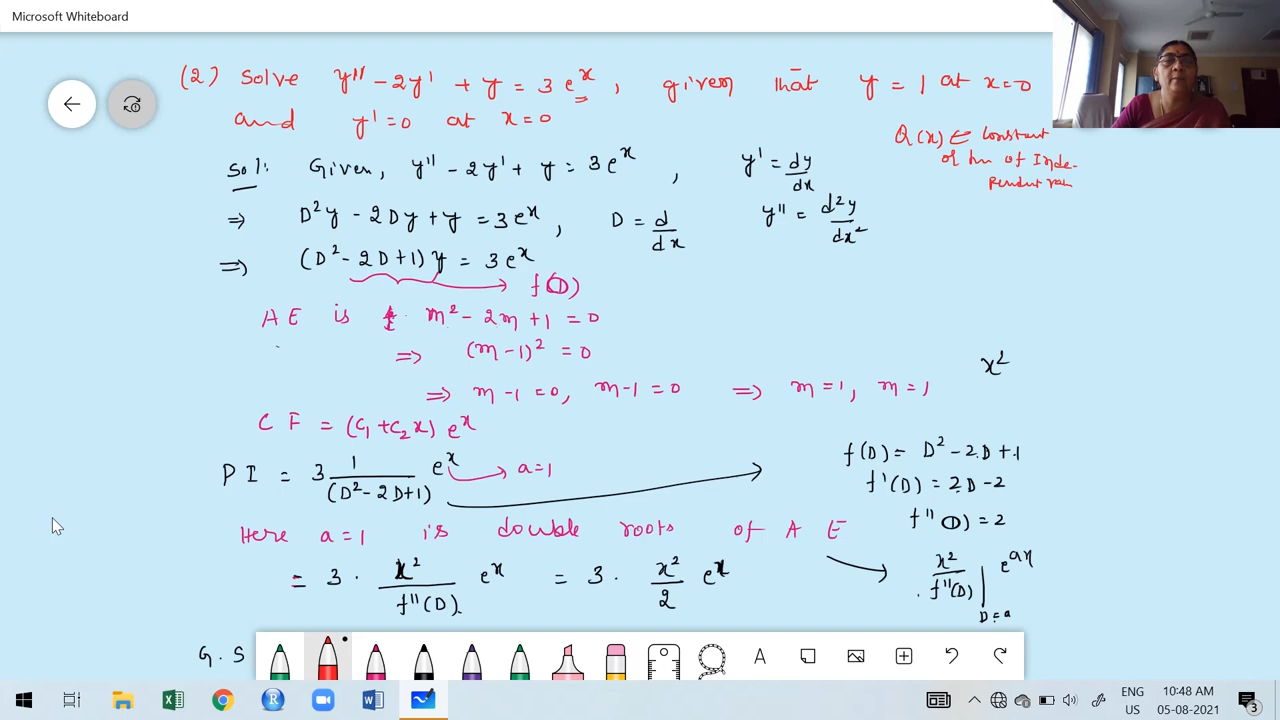 Microsoft Whiteboard
(2) Solve y'' - 2y' + y = 3e^x, given that y = 1 at x=0
and y' = 0 at x = 0
Q(x) ∈ constant
of fun of Inde-
pendent var
Sol: Given, y'' - 2y' + y = 3e^x, y' = dy/dx
⇒ D²y - 2Dy + y = 3e^x, D = d/dx y'' = d²y/dx²
⇒ (D² - 2D + 1) y = 3e^x
f(D)
AE is m² - 2m + 1 = 0
⇒ (m-1)² = 0
x²
⇒ m-1 = 0, m-1 = 0 ⇒ m = 1, m = 1
CF = (c₁ + c₂x) e^x
f(D) = D² - 2D + 1
PI = 3 1/(D² - 2D + 1) e^x → a=1
f'(D) = 2D - 2
f''(D) = 2
Here a=1 is double roots of A E
= 3 · x²/f''(D) e^x = 3 · x²/2 e^x
x²/f''(D) | D=a e^ax
G. S
A
ENG
US
10:48 AM
05-08-2021
3